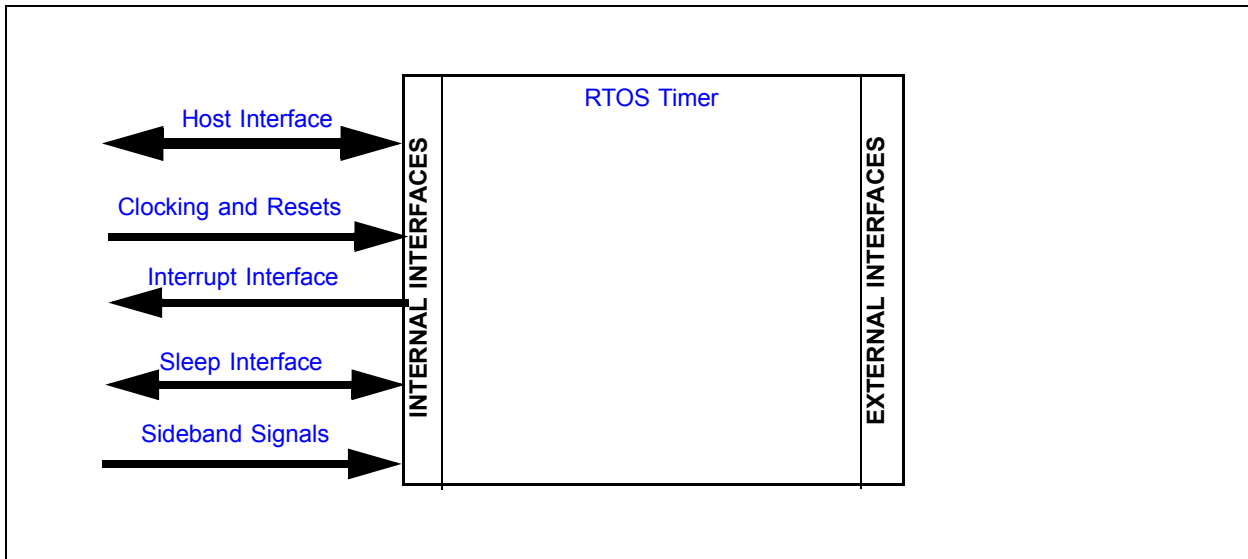 RTOS Timer
Host Interface
Clocking and Resets
Interrupt Interface
Sleep Interface
Sideband Signals
INTERNAL INTERFACES
EXTERNAL INTERFACES